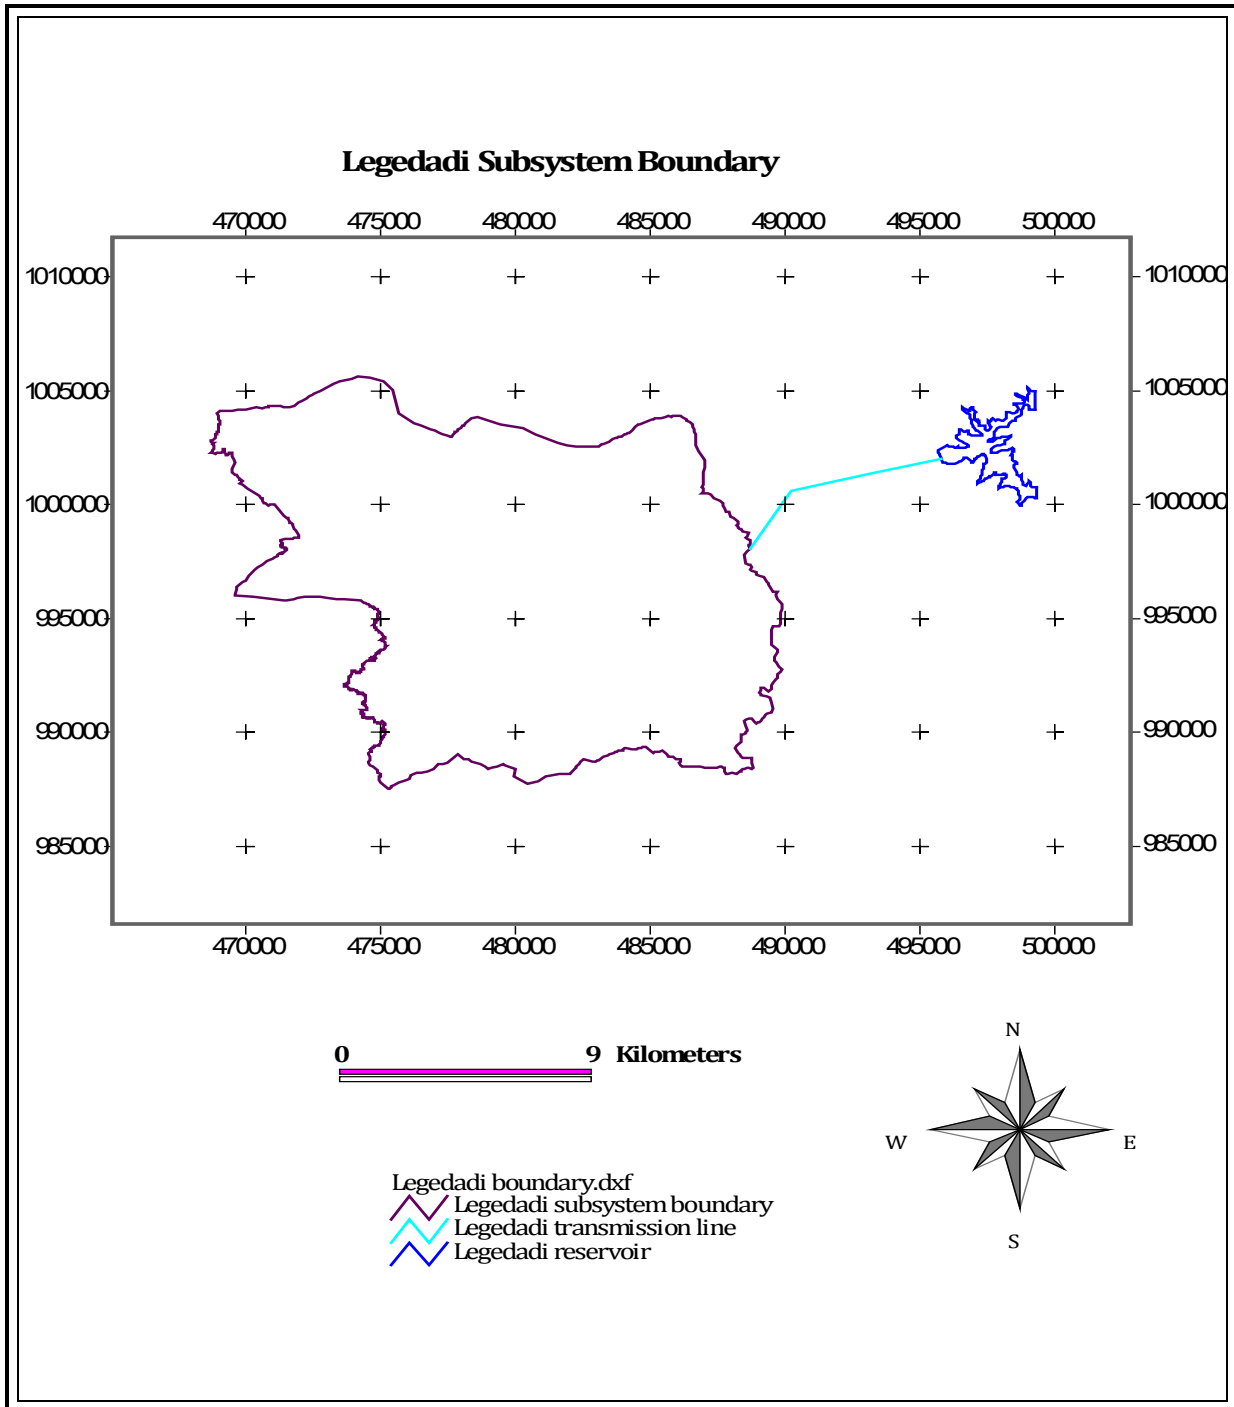 Legedadi Subsystem Boundary
470000 475000 480000 485000 490000 495000 500000
1010000 1010000
1005000 1005000
1000000 1000000
995000 995000
990000 990000
985000 985000
470000 475000 480000 485000 490000 495000 500000
0 9 Kilometers
N
W E
S
Legedadi boundary.dxf
Legedadi subsystem boundary
Legedadi transmission line
Legedadi reservoir